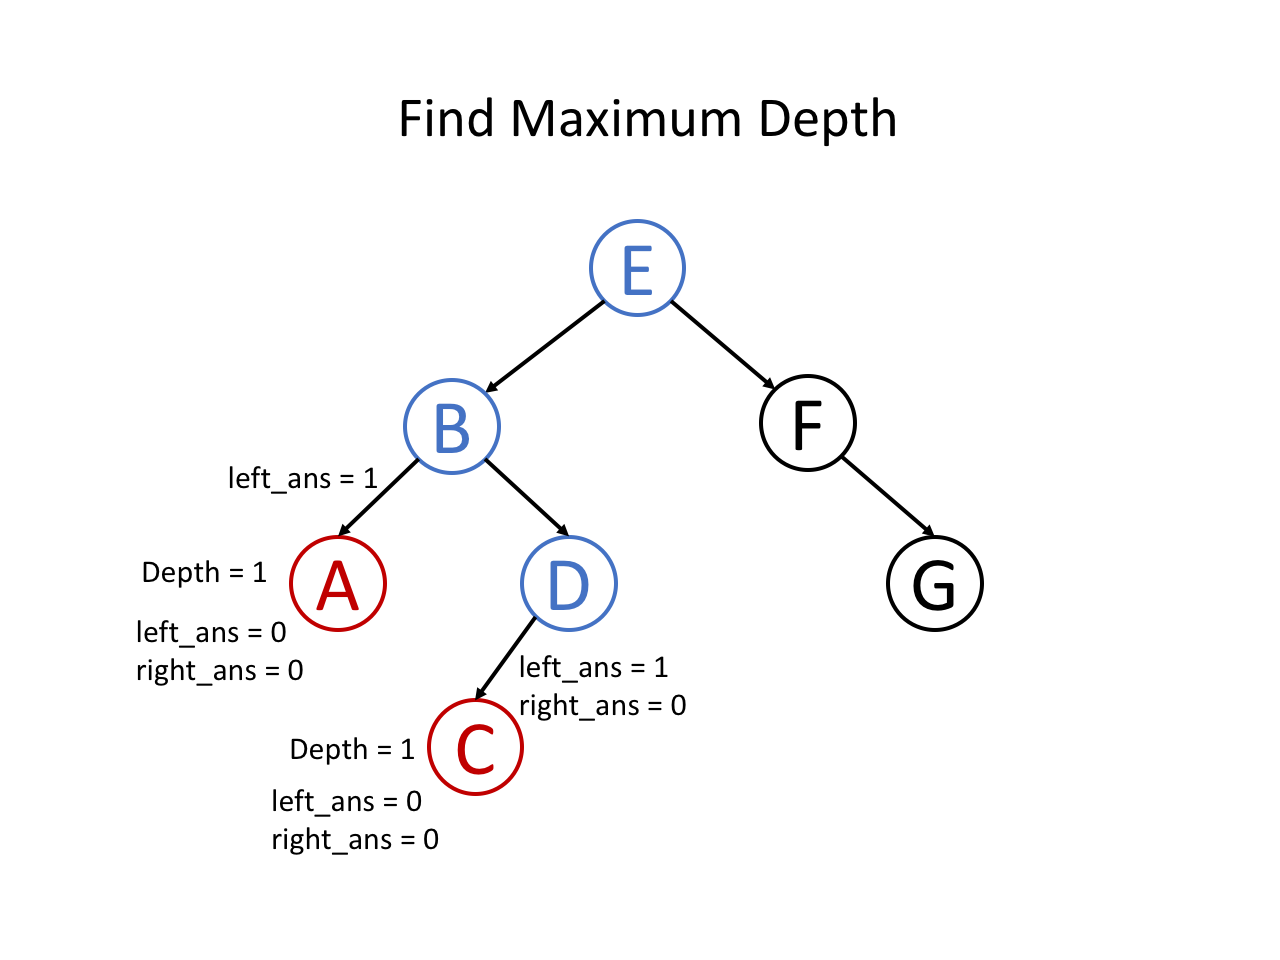 Find Maximum Depth
E
B
F
left_ans = 1
Depth = 1
A
D
G
left_ans = 0
right_ans = 0
left_ans = 1
right_ans = 0
Depth = 1
C
left_ans = 0
right_ans = 0